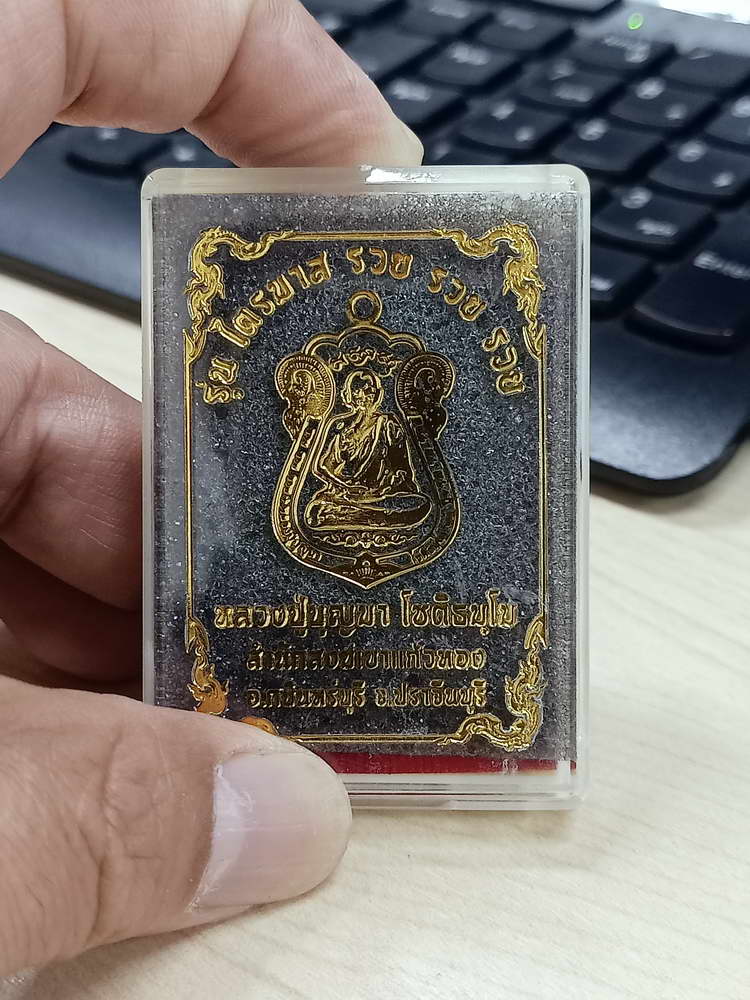 รุ่น ไตรมาส รวย รวย รวย
หลวงปู่บุญมา โชติธมฺโม
สำนักสงฆ์เขาแก้วทอง
อ.กบินทร์บุรี จ.ปราจีนบุรี
Enter